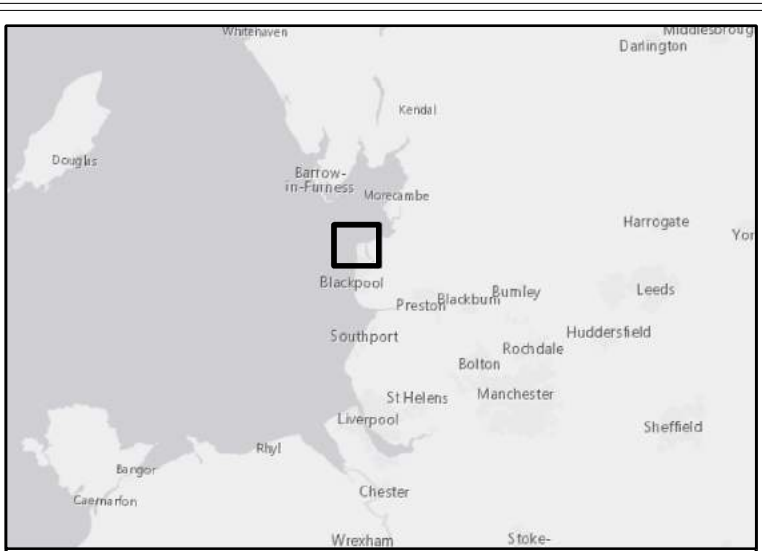 Whitehaven
Middlesbroug
Darlington
Kendal
Douglas
Barrow-
in-Furness
Morecambe
Harrogate
Yor
Blackpool
Preston
Blackburn
Burnley
Leeds
Southport
Huddersfield
Rochdale
Bolton
St Helens
Manchester
Liverpool
Sheffield
Rhyl
Bangor
Caernarfon
Chester
Wrexham
Stoke-